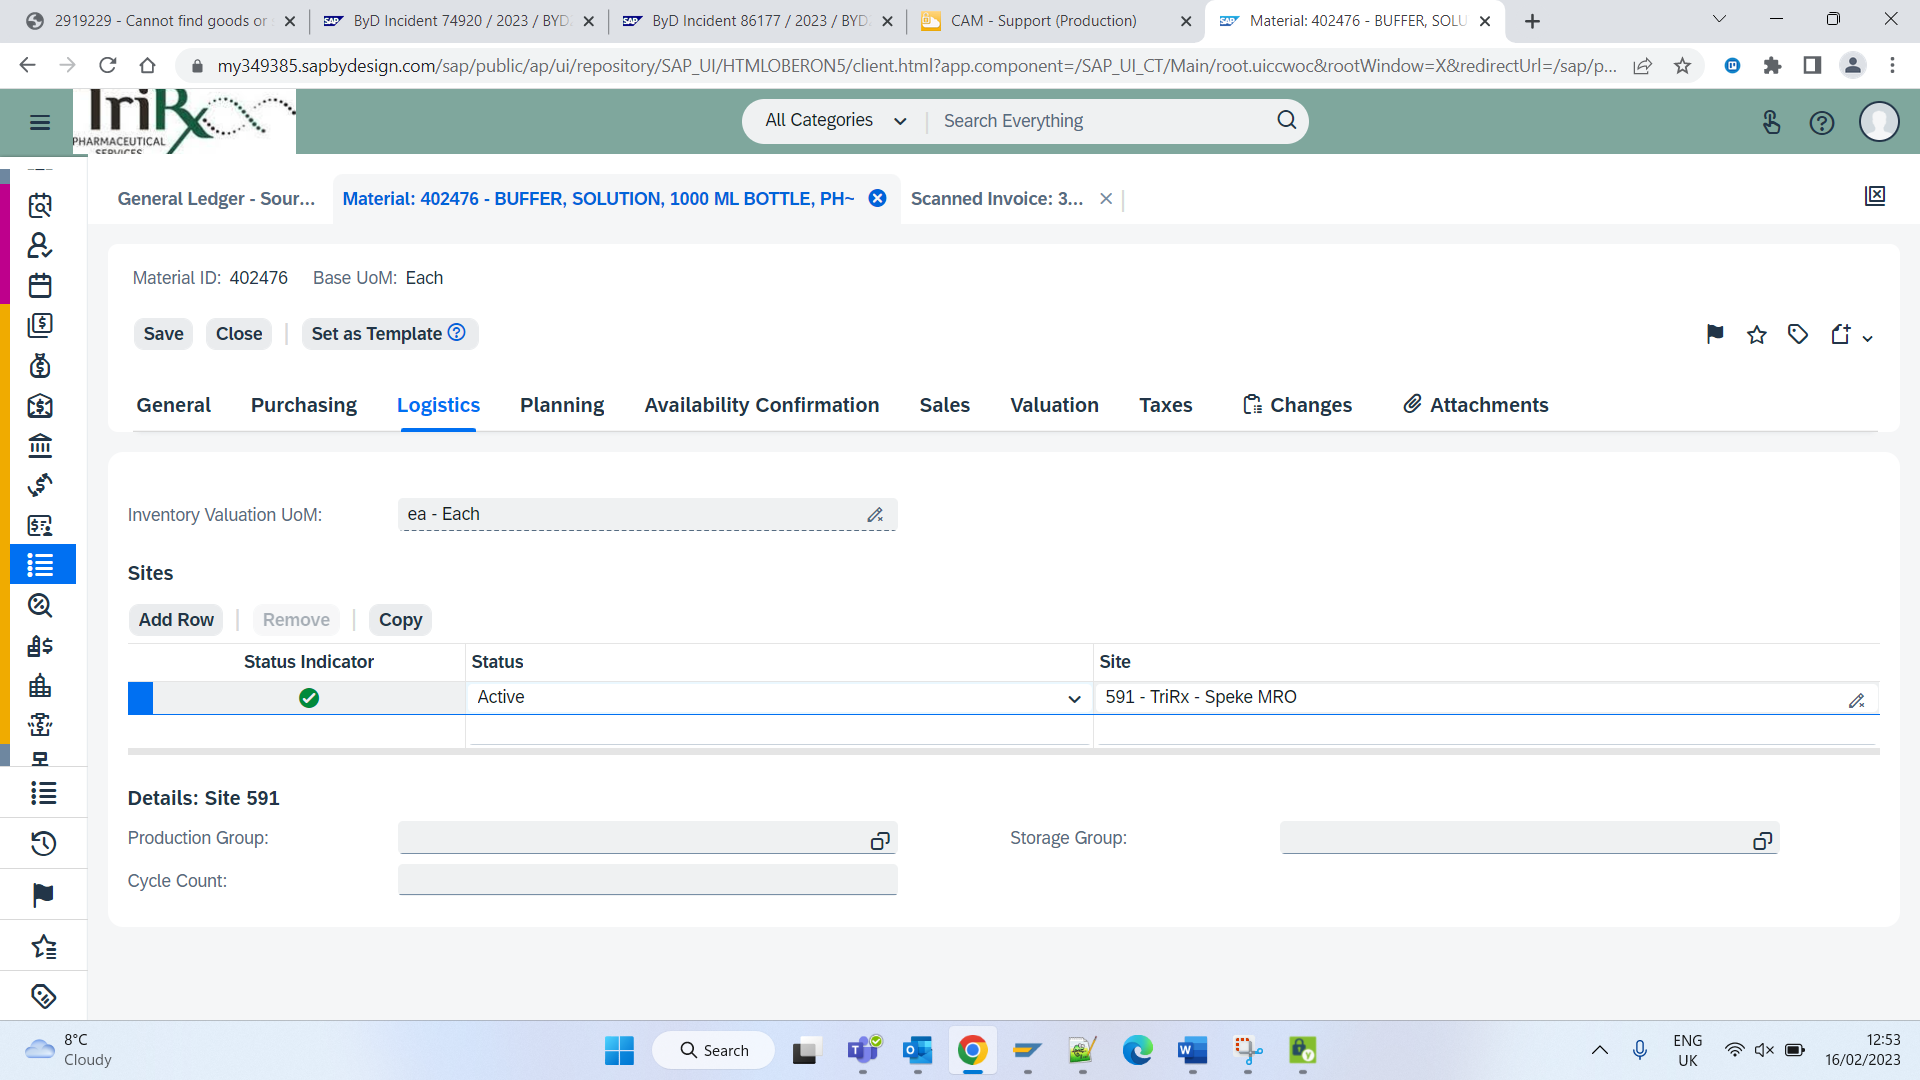 2919229 - Cannot find goods or
ByD Incident 74920 / 2023 / BYD
ByD Incident 86177 / 2023 / BYD
CAM - Support (Production)
Material: 402476 - BUFFER, SOLU
my349385.sapbydesign.com/sap/public/ap/ui/repository/SAP_UI/HTMLOBERON5/client.html?app.component=/SAP_UI_CT/Main/root.uiccwoc&rootWindow=X&redirectUrl=/sap/p...
TriRx
PHARMACEUTICAL
SERVICES
All Categories
Search Everything
General Ledger - Sour...
Material: 402476 - BUFFER, SOLUTION, 1000 ML BOTTLE, PH~
Scanned Invoice: 3...
Material ID: 402476 Base UoM: Each
Save
Close
Set as Template
General
Purchasing
Logistics
Planning
Availability Confirmation
Sales
Valuation
Taxes
Changes
Attachments
Inventory Valuation UoM: ea - Each
Sites
Add Row
Remove
Copy
Status Indicator
Status
Site
Active
591 - TriRx - Speke MRO
Details: Site 591
Production Group:
Storage Group:
Cycle Count:
8°C
Cloudy
Search
ENG
UK
12:53
16/02/2023